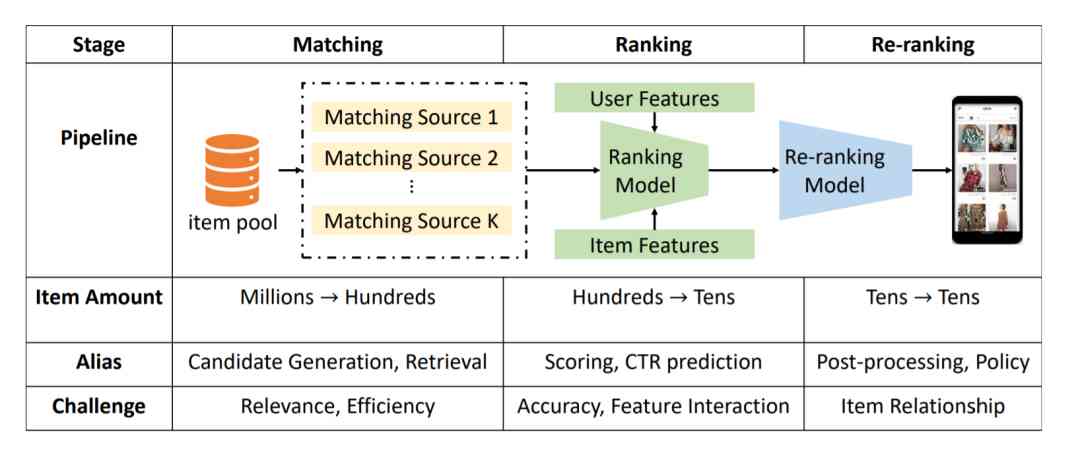 Stage
Matching
Ranking
Re-ranking
Pipeline
item pool
Matching Source 1
Matching Source 2
⋮
Matching Source K
User Features
Ranking
Model
Item Features
Re-ranking
Model
Item Amount
Millions → Hundreds
Hundreds → Tens
Tens → Tens
Alias
Candidate Generation, Retrieval
Scoring, CTR prediction
Post-processing, Policy
Challenge
Relevance, Efficiency
Accuracy, Feature Interaction
Item Relationship